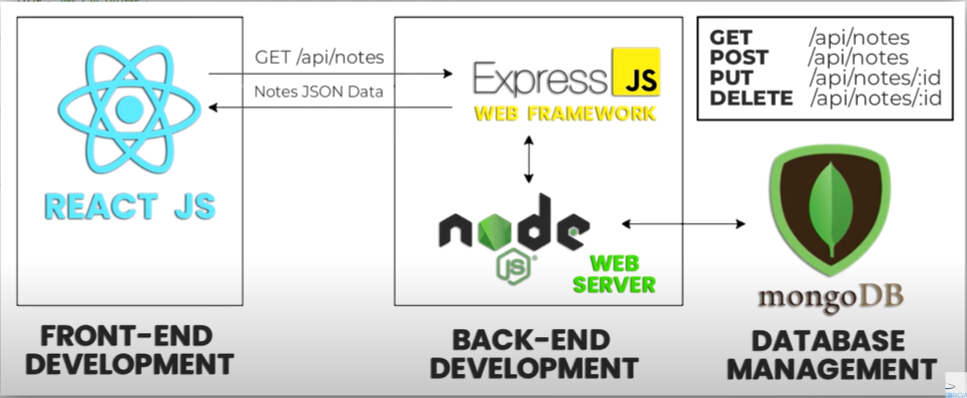 REACT JS
FRONT-END
DEVELOPMENT
GET /api/notes
Notes JSON Data
Express JS
WEB FRAMEWORK
node
JS
WEB
SERVER
BACK-END
DEVELOPMENT
GET /api/notes
POST /api/notes
PUT /api/notes/:id
DELETE /api/notes/:id
mongoDB
DATABASE
MANAGEMENT